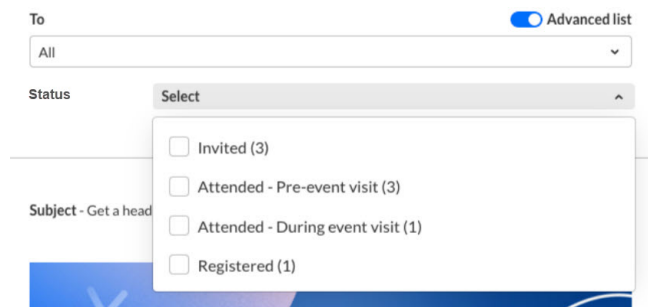 To
Advanced list
All
Status
Select
Invited (3)
Attended - Pre-event visit (3)
Attended - During event visit (1)
Registered (1)
Subject - Get a head